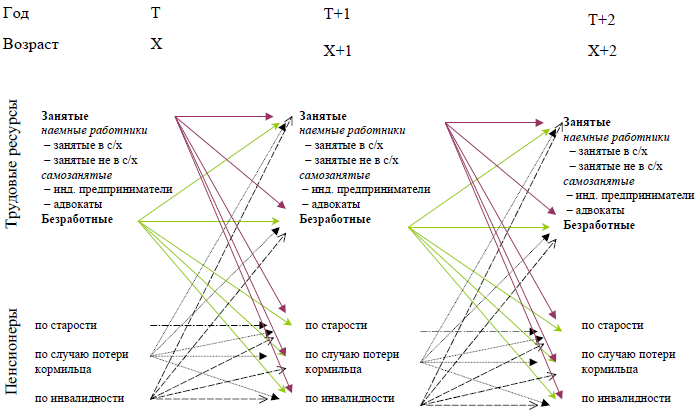 Год T T+1 T+2
Возраст X X+1 X+2
Трудовые ресурсы
Занятые
наемные работники
– занятые в с/х
– занятые не в с/х
самозанятые
– инд. предприниматели
– адвокаты
Безработные
Занятые
наемные работники
– занятые в с/х
– занятые не в с/х
самозанятые
– инд. предприниматели
– адвокаты
Безработные
Занятые
наемные работники
– занятые в с/х
– занятые не в с/х
самозанятые
– инд. предприниматели
– адвокаты
Безработные
Пенсионеры
по старости
по случаю потери
кормильца
по инвалидности
по старости
по случаю потери
кормильца
по инвалидности
по старости
по случаю потери
кормильца
по инвалидности